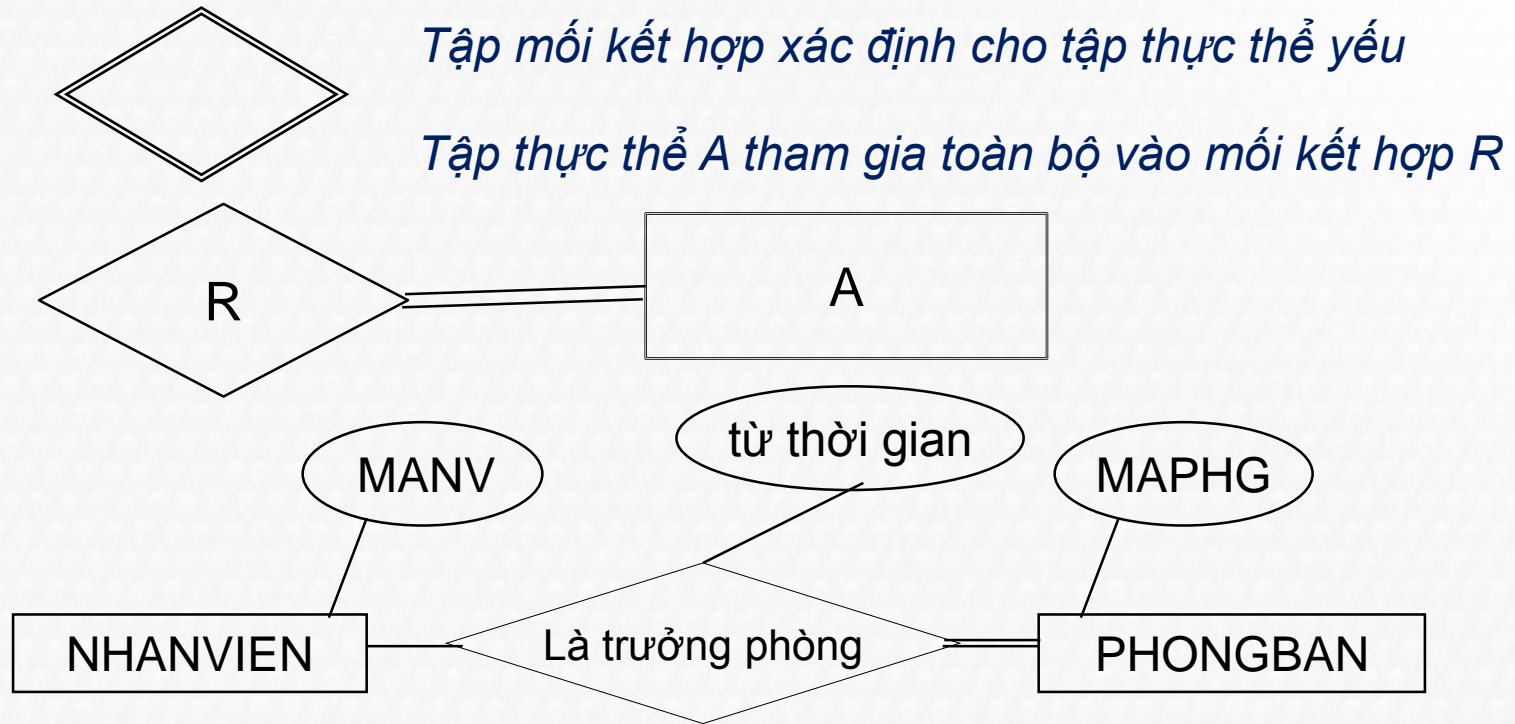 Tập mối kết hợp xác định cho tập thực thể yếu
Tập thực thể A tham gia toàn bộ vào mối kết hợp R
R
A
từ thời gian
MANV
MAPHG
NHANVIEN
Là trưởng phòng
PHONGBAN